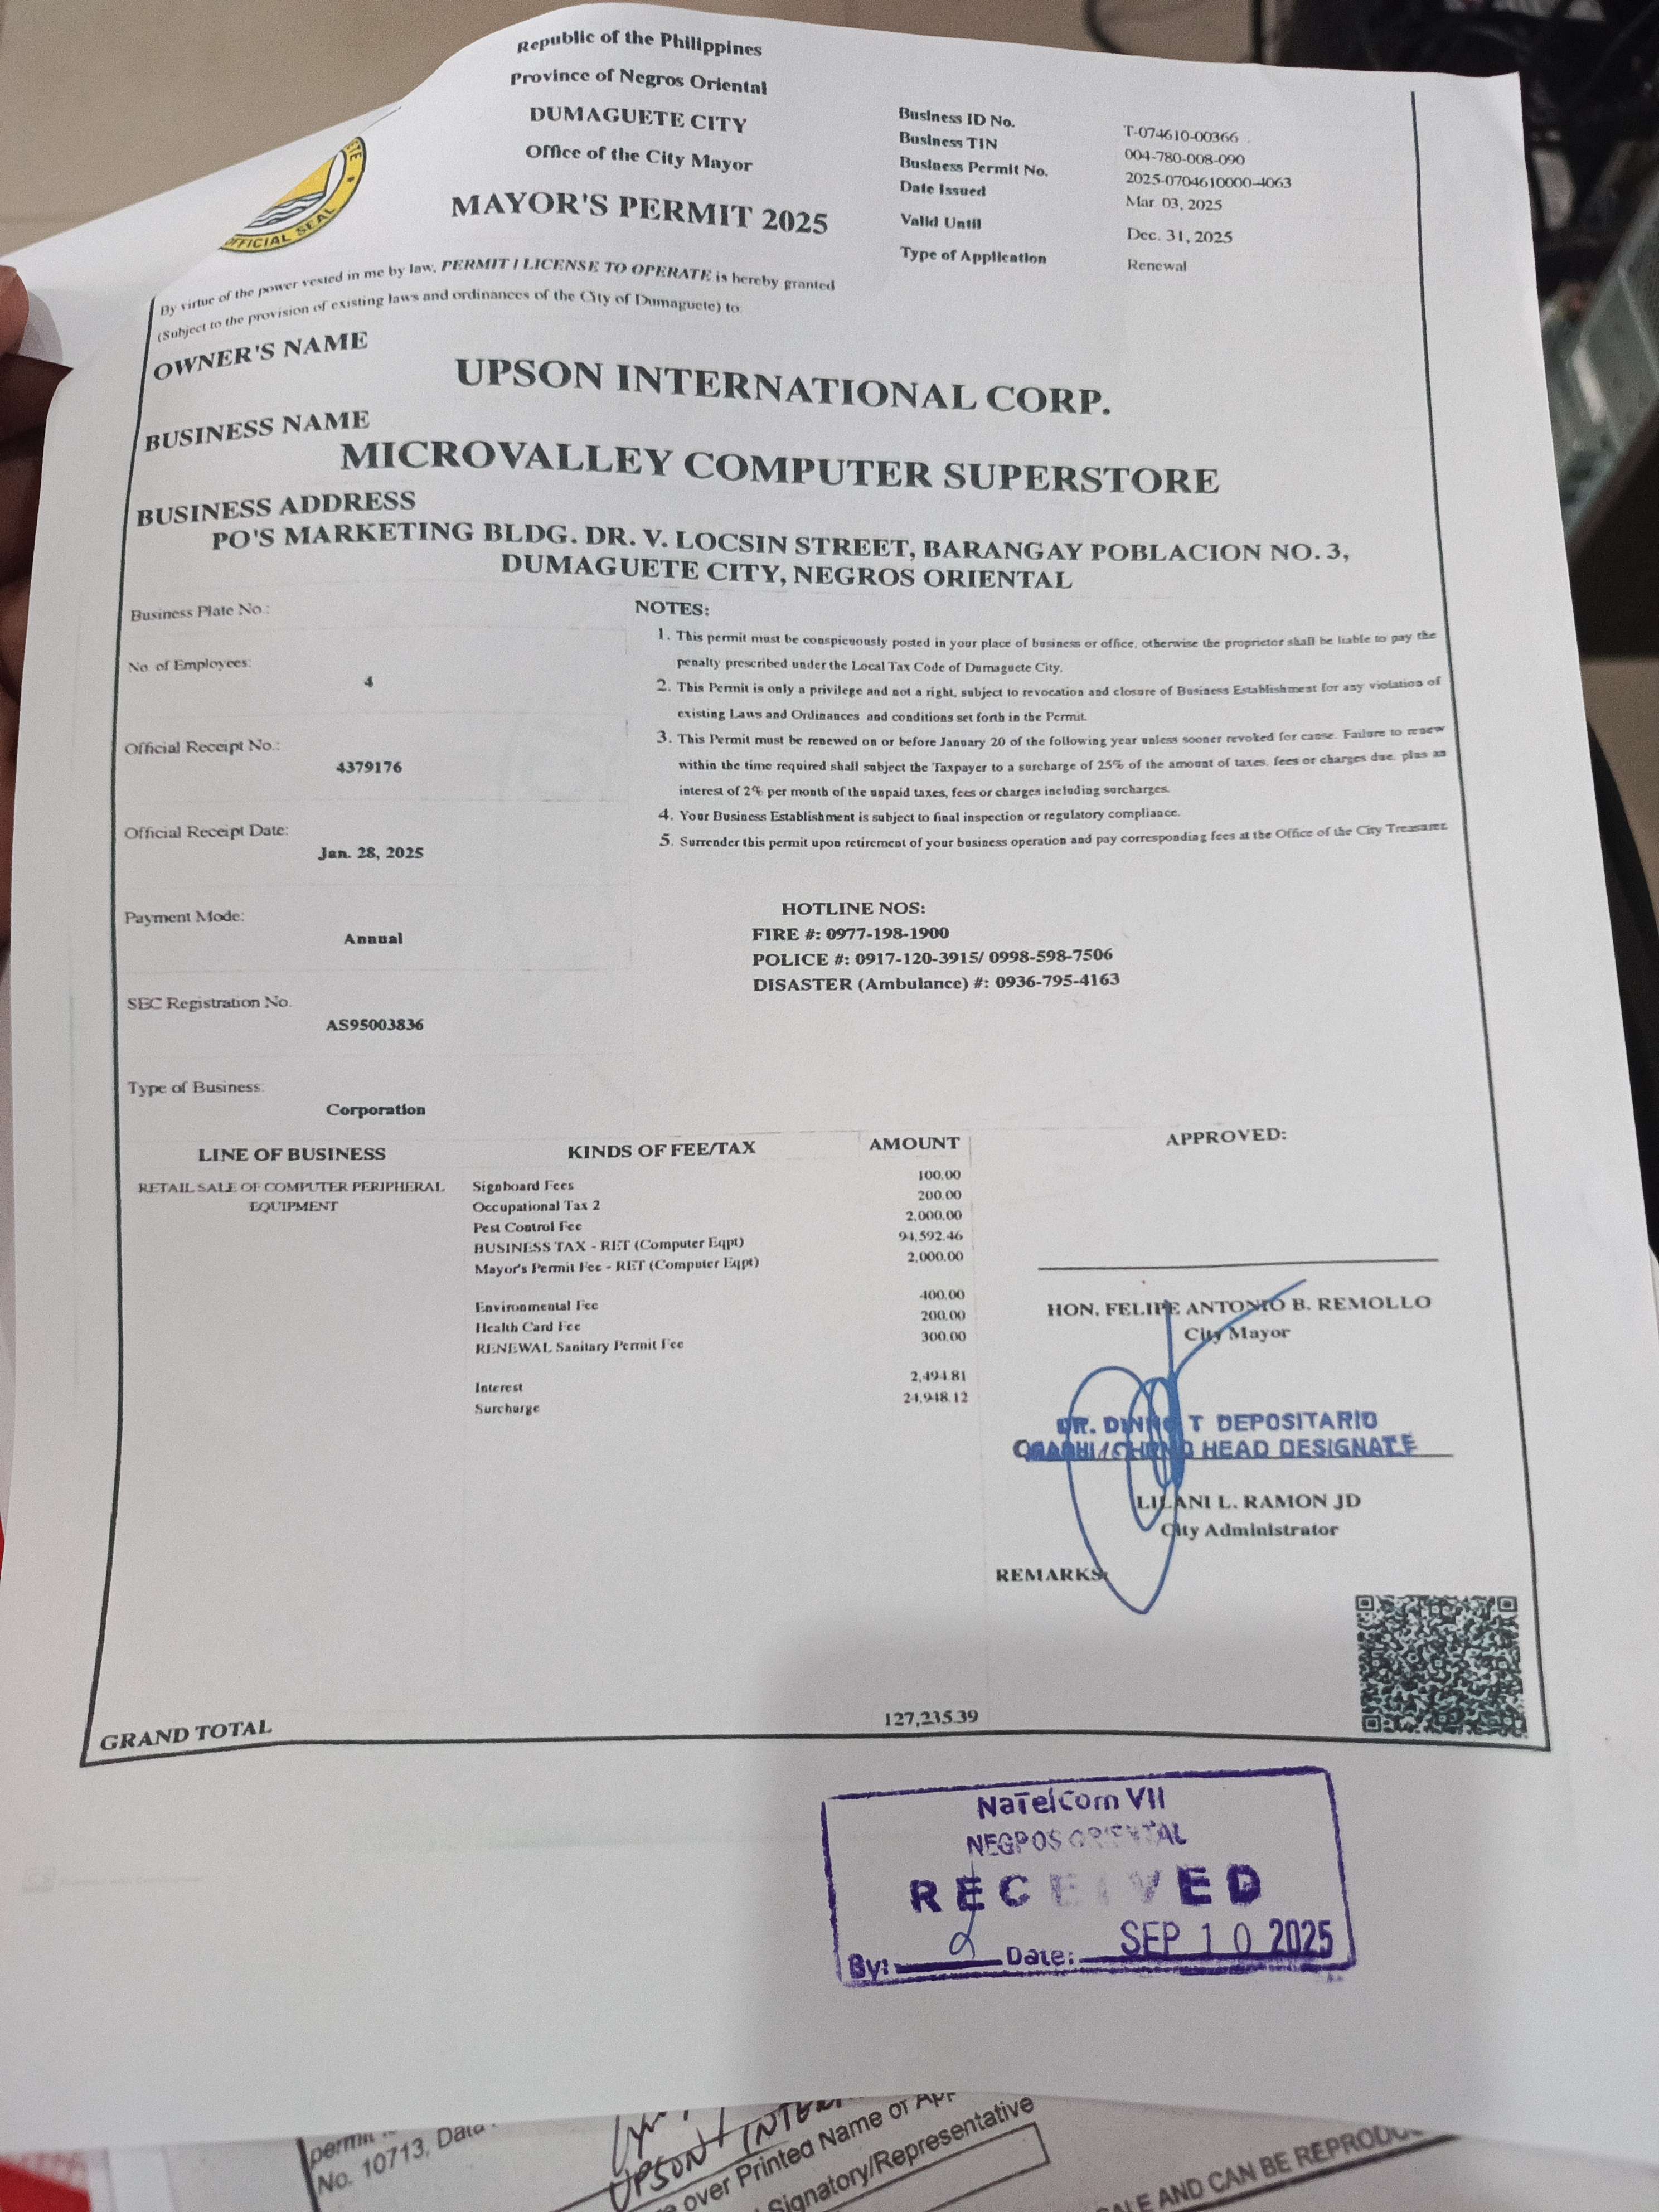 Republic of the Philippines
Province of Negros Oriental
DUMAGUETE CITY
Office of the City Mayor
MAYOR'S PERMIT 2025
Business ID No. T-074610-00366
Business TIN 004-780-008-090
Business Permit No. 2025-0704610000-4063
Date Issued Mar. 03, 2025
Valid Until Dec. 31, 2025
Type of Application Renewal
ETE
OFFICIAL SEAL
By virtue of the power vested in me by law, PERMIT / LICENSE TO OPERATE is hereby granted
(Subject to the provision of existing laws and ordinances of the City of Dumaguete) to:
OWNER'S NAME
UPSON INTERNATIONAL CORP.
BUSINESS NAME
MICROVALLEY COMPUTER SUPERSTORE
BUSINESS ADDRESS
PO'S MARKETING BLDG. DR. V. LOCSIN STREET, BARANGAY POBLACION NO. 3,
DUMAGUETE CITY, NEGROS ORIENTAL
Business Plate No.:
No. of Employees:
4
Official Receipt No.:
4379176
Official Receipt Date:
Jan. 28, 2025
Payment Mode:
Annual
SEC Registration No.
AS95003836
Type of Business:
Corporation
NOTES:
1. This permit must be conspicuously posted in your place of business or office, otherwise the proprietor shall be liable to pay the
penalty prescribed under the Local Tax Code of Dumaguete City.
2. This Permit is only a privilege and not a right, subject to revocation and closure of Business Establishment for any violation of
existing Laws and Ordinances and conditions set forth in the Permit.
3. This Permit must be renewed on or before January 20 of the following year unless sooner revoked for cause. Failure to renew
within the time required shall subject the Taxpayer to a surcharge of 25% of the amount of taxes, fees or charges due, plus an
interest of 2% per month of the unpaid taxes, fees or charges including surcharges.
4. Your Business Establishment is subject to final inspection or regulatory compliance.
5. Surrender this permit upon retirement of your business operation and pay corresponding fees at the Office of the City Treasurer.
HOTLINE NOS:
FIRE #: 0977-198-1900
POLICE #: 0917-120-3915/ 0998-598-7506
DISASTER (Ambulance) #: 0936-795-4163
LINE OF BUSINESS KINDS OF FEE/TAX AMOUNT
RETAIL SALE OF COMPUTER PERIPHERAL
EQUIPMENT
Signboard Fees 100.00
Occupational Tax 2 200.00
Pest Control Fee 2,000.00
BUSINESS TAX - RET (Computer Eqpt) 94,592.46
Mayor's Permit Fee - RET (Computer Eqpt) 2,000.00
Environmental Fee 400.00
Health Card Fee 200.00
RENEWAL Sanitary Permit Fee 300.00
Interest 2,494.81
Surcharge 24,948.12
APPROVED:
HON. FELIPE ANTONIO B. REMOLLO
City Mayor
DR. T DEPOSITARIO
HEAD DESIGNATE
LILANI L. RAMON JD
City Administrator
REMARKS:
GRAND TOTAL 127,235.39
NaTelCom VII
NEGROS ORIENTAL
RECEIVED
By: Date: SEP 10 2025
permit
No. 10713, Data
UPSON
over Printed Name of App
Signatory/Representative
ALE AND CAN BE REPRODU